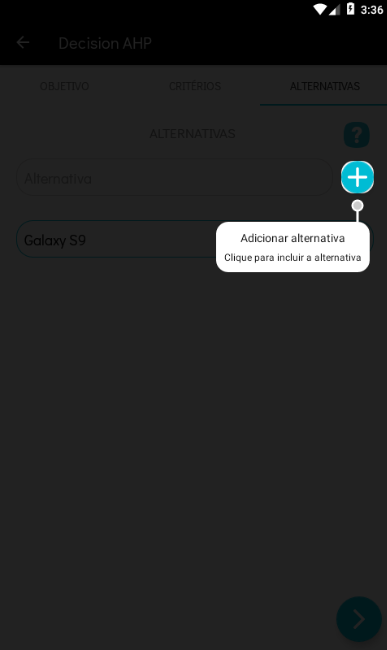 3:36
Decision AHP
OBJETIVO
CRITÉRIOS
ALTERNATIVAS
ALTERNATIVAS
?
Alternativa
Galaxy S9
Adicionar alternativa
Clique para incluir a alternativa